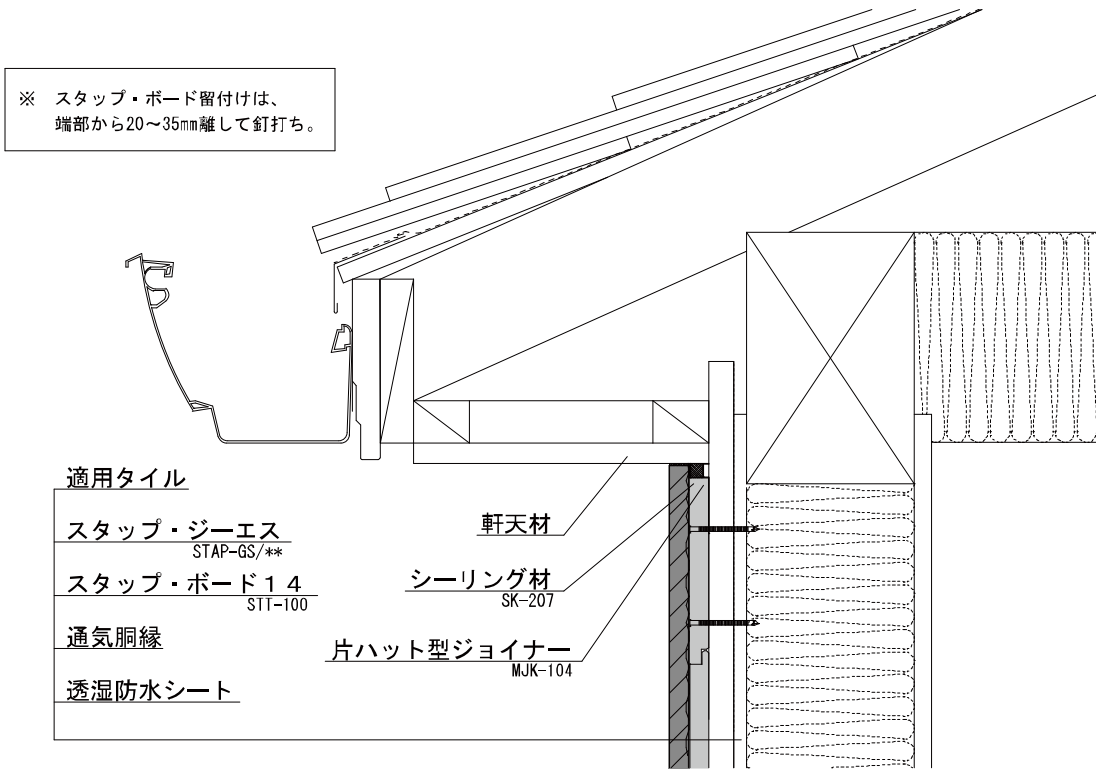 ※ スタップ・ボード留付けは、
端部から20～35㎜離して釘打ち。
適用タイル
スタップ・ジーエス
STAP-GS/**
スタップ・ボード１４
STT-100
通気胴縁
透湿防水シート
軒天材
シーリング材
SK-207
片ハット型ジョイナー
MJK-104